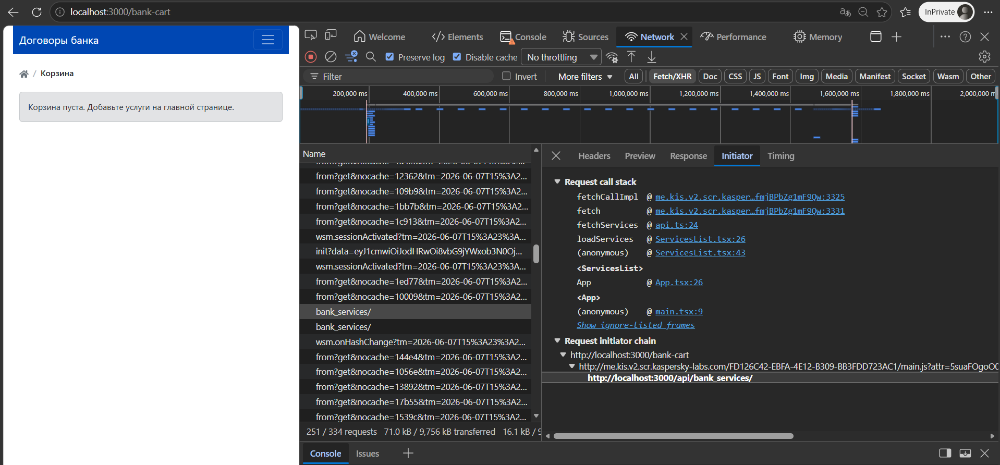 localhost:3000/bank-cart
InPrivate
Договоры банка
/ Корзина
Корзина пуста. Добавьте услуги на главной странице.
Welcome
Elements
Console
Sources
Network
Performance
Memory
Preserve log
Disable cache
No throttling
Filter
Invert
More filters
All
Fetch/XHR
Doc
CSS
JS
Font
Img
Media
Manifest
Socket
Wasm
Other
200,000 ms
400,000 ms
600,000 ms
800,000 ms
1,000,000 ms
1,200,000 ms
1,400,000 ms
1,600,000 ms
1,800,000 ms
2,000,000
Name
from?get&nocache=12362&tm=2026-06-07T15%3A2...
from?get&nocache=109b9&tm=2026-06-07T15%3A2...
from?get&nocache=1bb7b&tm=2026-06-07T15%3A2...
from?get&nocache=1c913&tm=2026-06-07T15%3A2...
wsm.sessionActivated?tm=2026-06-07T15%3A23%3A...
init?data=eyJ1cmwiOiJodHRwOi8vbG9jYWxob3N0Oj...
wsm.sessionActivated?tm=2026-06-07T15%3A23%3A...
from?get&nocache=1ed77&tm=2026-06-07T15%3A2...
from?get&nocache=10009&tm=2026-06-07T15%3A2...
bank_services/
bank_services/
wsm.onHashChange?tm=2026-06-07T15%3A23%3A2...
from?get&nocache=144e4&tm=2026-06-07T15%3A2...
from?get&nocache=1056e&tm=2026-06-07T15%3A2...
from?get&nocache=13892&tm=2026-06-07T15%3A2...
from?get&nocache=17b55&tm=2026-06-07T15%3A2...
from?get&nocache=1539c&tm=2026-06-07T15%3A2...
251 / 334 requests 71.0 kB / 9,756 kB transferred 16.1 kB / 9
Headers
Preview
Response
Initiator
Timing
Request call stack
fetchCallImpl @ me.kis.v2.scr.kasper…fmjBPbZg1mF9Qw:3325
fetch @ me.kis.v2.scr.kasper…fmjBPbZg1mF9Qw:3331
fetchServices @ api.ts:24
loadServices @ ServicesList.tsx:26
(anonymous) @ ServicesList.tsx:43
<ServicesList>
App @ App.tsx:26
<App>
(anonymous) @ main.tsx:9
Show ignore-listed frames
Request initiator chain
http://localhost:3000/bank-cart
http://me.kis.v2.scr.kaspersky-labs.com/FD126C42-EBFA-4E12-B309-BB3FDD723AC1/main.js?attr=5suaFOgoO0
http://localhost:3000/api/bank_services/
Console
Issues